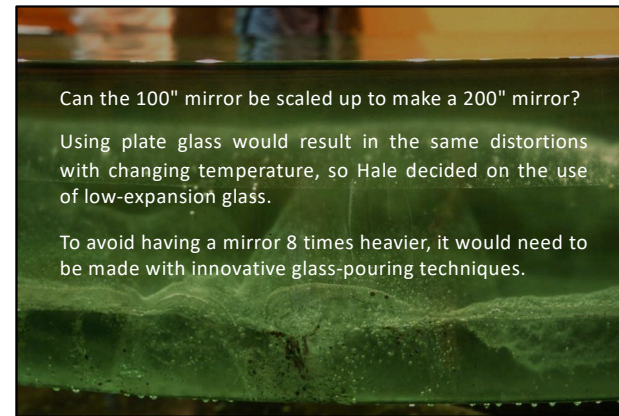 Can the 100" mirror be scaled up to make a 200" mirror?
Using plate glass would result in the same distortions
with changing temperature, so Hale decided on the use
of low-expansion glass.
To avoid having a mirror 8 times heavier, it would need to
be made with innovative glass-pouring techniques.